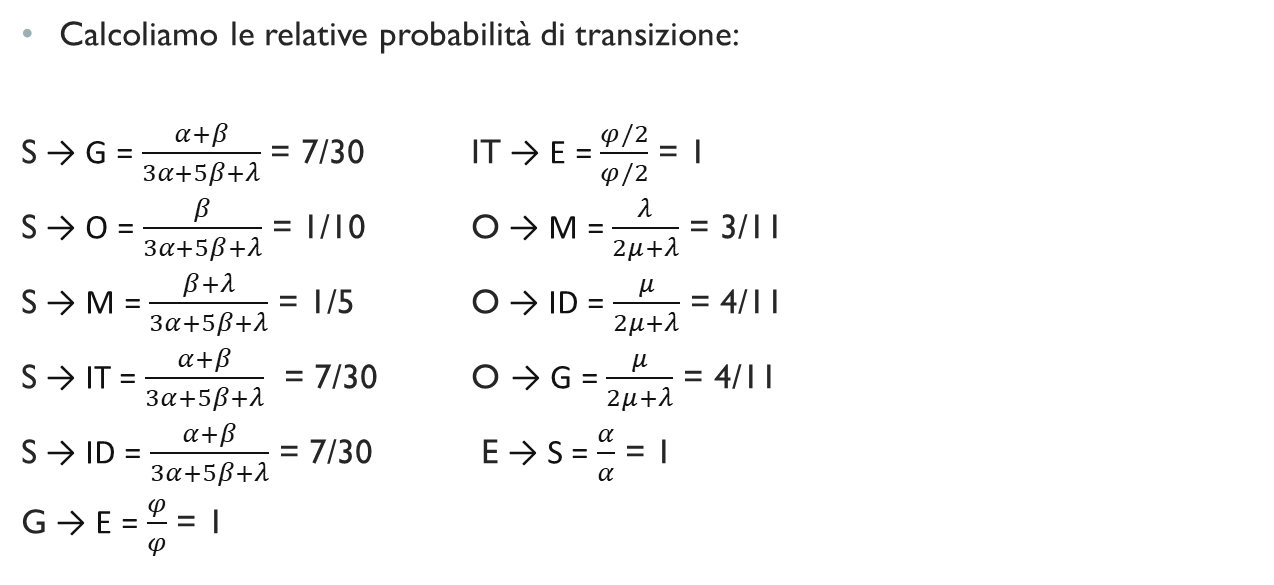 • Calcoliamo le relative probabilità di transizione:
S → G = (α+β)/(3α+5β+λ) = 7/30
S → O = β/(3α+5β+λ) = 1/10
S → M = (β+λ)/(3α+5β+λ) = 1/5
S → IT = (α+β)/(3α+5β+λ) = 7/30
S → ID = (α+β)/(3α+5β+λ) = 7/30
G → E = φ/φ = 1
IT → E = (φ/2)/(φ/2) = 1
O → M = λ/(2μ+λ) = 3/11
O → ID = μ/(2μ+λ) = 4/11
O → G = μ/(2μ+λ) = 4/11
E → S = α/α = 1